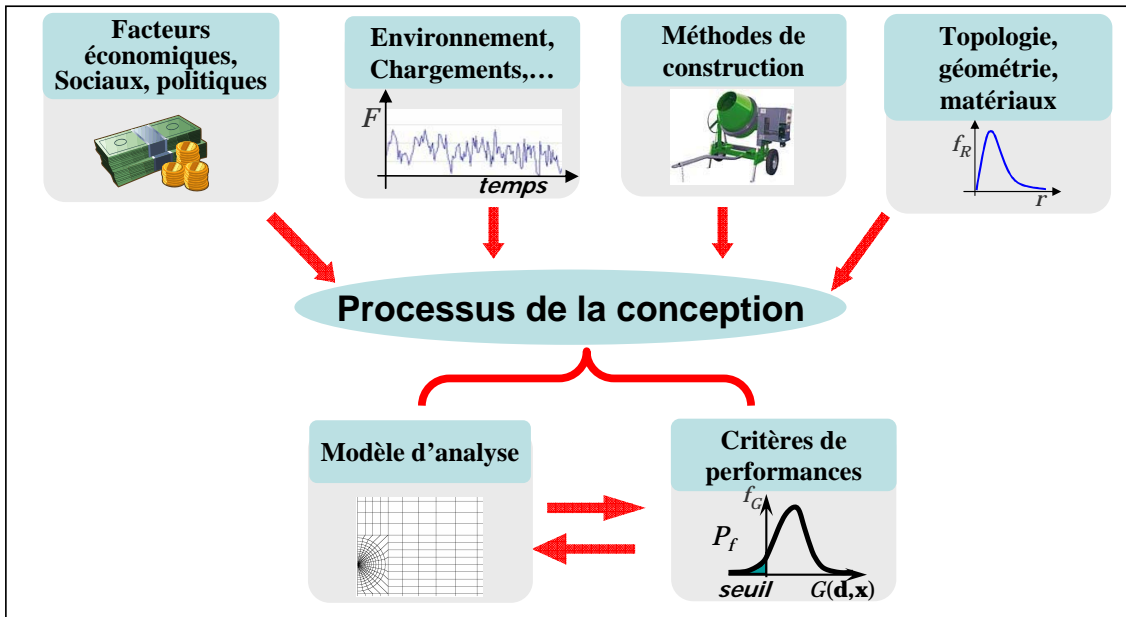 Facteurs
économiques,
Sociaux, politiques
Environnement,
Chargements,…
F
temps
Méthodes de
construction
Topologie,
géométrie,
matériaux
f_R
r
Processus de la conception
Modèle d’analyse
Critères de
performances
f_G
P_f
seuil
G(d,x)